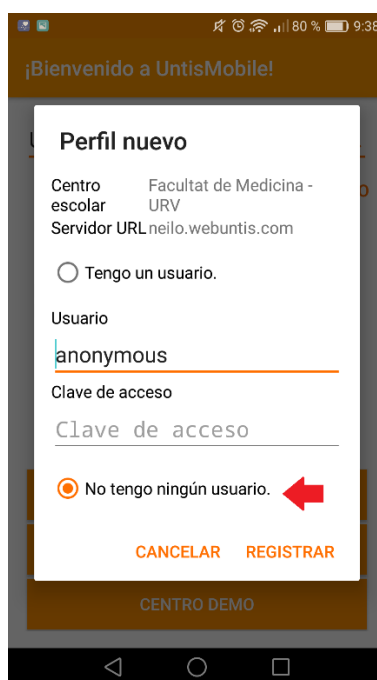 80 % 9:38
¡Bienvenido a UntisMobile!
Perfil nuevo
Centro escolar Facultat de Medicina - URV
Servidor URL neilo.webuntis.com
Tengo un usuario.
Usuario
anonymous
Clave de acceso
Clave de acceso
No tengo ningún usuario.
CANCELAR REGISTRAR
CENTRO DEMO